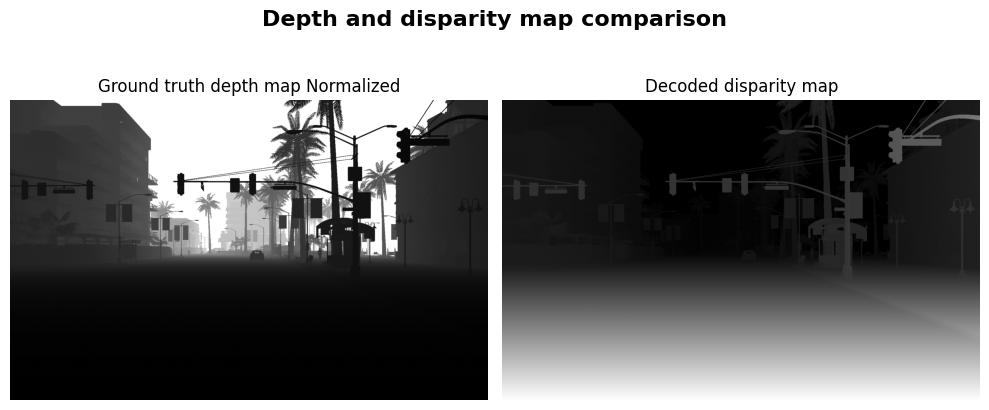 Depth and disparity map comparison
Ground truth depth map Normalized
Decoded disparity map